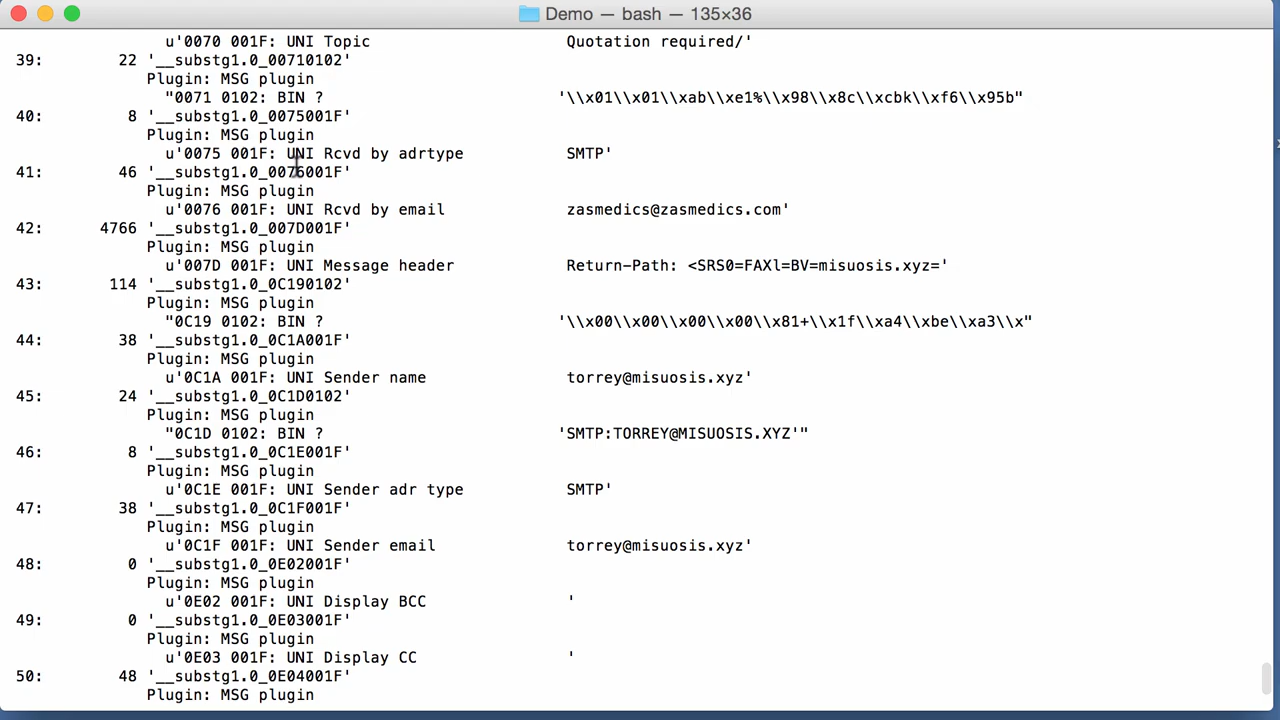 Demo — bash — 135×36
u'0070 001F: UNI Topic Quotation required/'
39: 22 '__substg1.0_00710102'
Plugin: MSG plugin
"0071 0102: BIN ? '\\x01\\x01\\xab\\xe1%\\x98\\x8c\\xcbk\\xf6\\x95b"
40: 8 '__substg1.0_0075001F'
Plugin: MSG plugin
u'0075 001F: UNI Rcvd by adrtype SMTP'
41: 46 '__substg1.0_0076001F'
Plugin: MSG plugin
u'0076 001F: UNI Rcvd by email zasmedics@zasmedics.com'
42: 4766 '__substg1.0_007D001F'
Plugin: MSG plugin
u'007D 001F: UNI Message header Return-Path: <SRS0=FAXl=BV=misuosis.xyz='
43: 114 '__substg1.0_0C190102'
Plugin: MSG plugin
"0C19 0102: BIN ? '\\x00\\x00\\x00\\x00\\x81+\\x1f\\xa4\\xbe\\xa3\\x"
44: 38 '__substg1.0_0C1A001F'
Plugin: MSG plugin
u'0C1A 001F: UNI Sender name torrey@misuosis.xyz'
45: 24 '__substg1.0_0C1D0102'
Plugin: MSG plugin
"0C1D 0102: BIN ? 'SMTP:TORREY@MISUOSIS.XYZ'"
46: 8 '__substg1.0_0C1E001F'
Plugin: MSG plugin
u'0C1E 001F: UNI Sender adr type SMTP'
47: 38 '__substg1.0_0C1F001F'
Plugin: MSG plugin
u'0C1F 001F: UNI Sender email torrey@misuosis.xyz'
48: 0 '__substg1.0_0E02001F'
Plugin: MSG plugin
u'0E02 001F: UNI Display BCC '
49: 0 '__substg1.0_0E03001F'
Plugin: MSG plugin
u'0E03 001F: UNI Display CC '
50: 48 '__substg1.0_0E04001F'
Plugin: MSG plugin